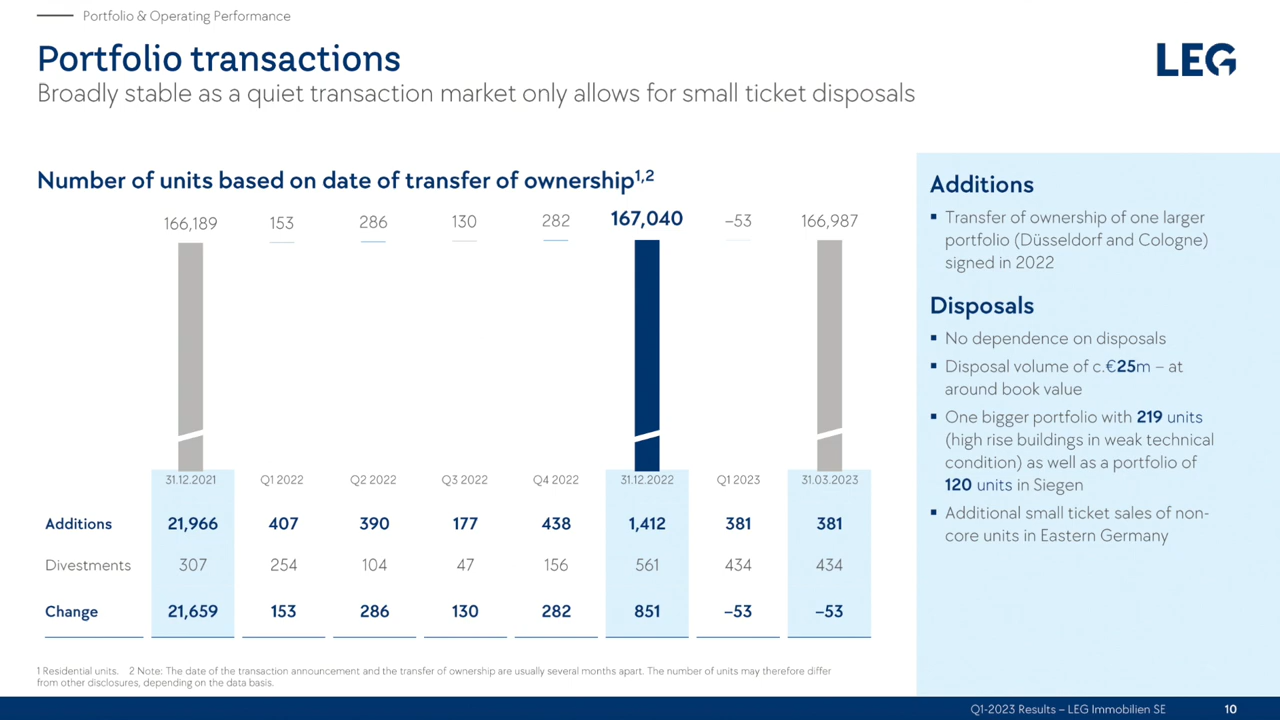 Portfolio & Operating Performance
Portfolio transactions
Broadly stable as a quiet transaction market only allows for small ticket disposals
LEG
Number of units based on date of transfer of ownership1,2
166,189 153 286 130 282 167,040 –53 166,987
31.12.2021 Q1 2022 Q2 2022 Q3 2022 Q4 2022 31.12.2022 Q1 2023 31.03.2023
Additions 21,966 407 390 177 438 1,412 381 381
Divestments 307 254 104 47 156 561 434 434
Change 21,659 153 286 130 282 851 –53 –53
1 Residential units. 2 Note: The date of the transaction announcement and the transfer of ownership are usually several months apart. The number of units may therefore differ
from other disclosures, depending on the data basis.
Additions
▪ Transfer of ownership of one larger
portfolio (Düsseldorf and Cologne)
signed in 2022
Disposals
▪ No dependence on disposals
▪ Disposal volume of c.€25m – at
around book value
▪ One bigger portfolio with 219 units
(high rise buildings in weak technical
condition) as well as a portfolio of
120 units in Siegen
▪ Additional small ticket sales of non-
core units in Eastern Germany
Q1-2023 Results – LEG Immobilien SE 10